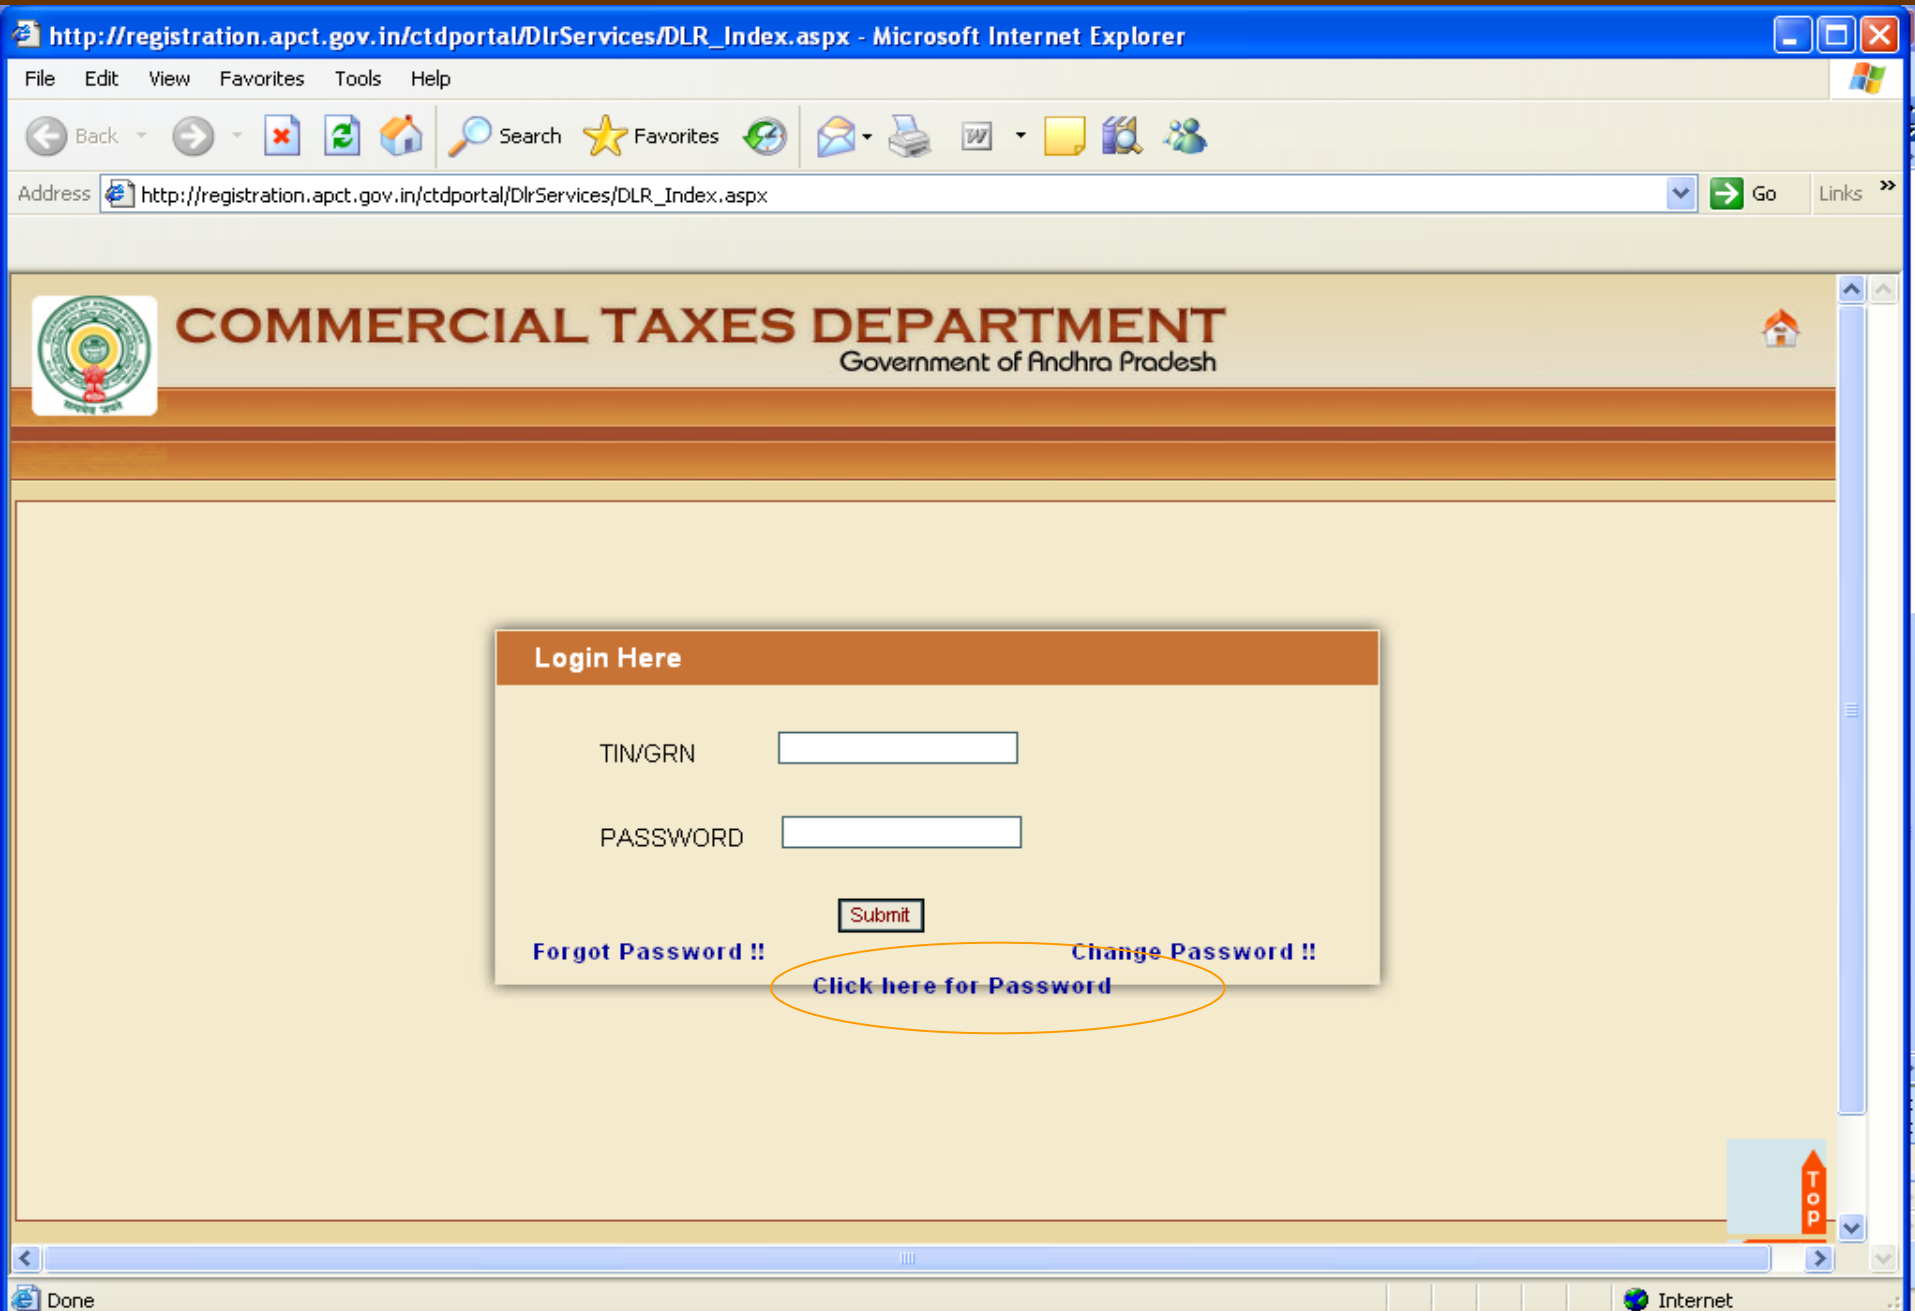 http://registration.apct.gov.in/ctdportal/DlrServices/DLR_Index.aspx - Microsoft Internet Explorer
File Edit View Favorites Tools Help
Back Search Favorites
Address http://registration.apct.gov.in/ctdportal/DlrServices/DLR_Index.aspx Go Links »
COMMERCIAL TAXES DEPARTMENT
Government of Andhra Pradesh
सत्यमेव जयते
Login Here
TIN/GRN
PASSWORD
Submit
Forgot Password !! Change Password !!
Click here for Password
Top
Done Internet